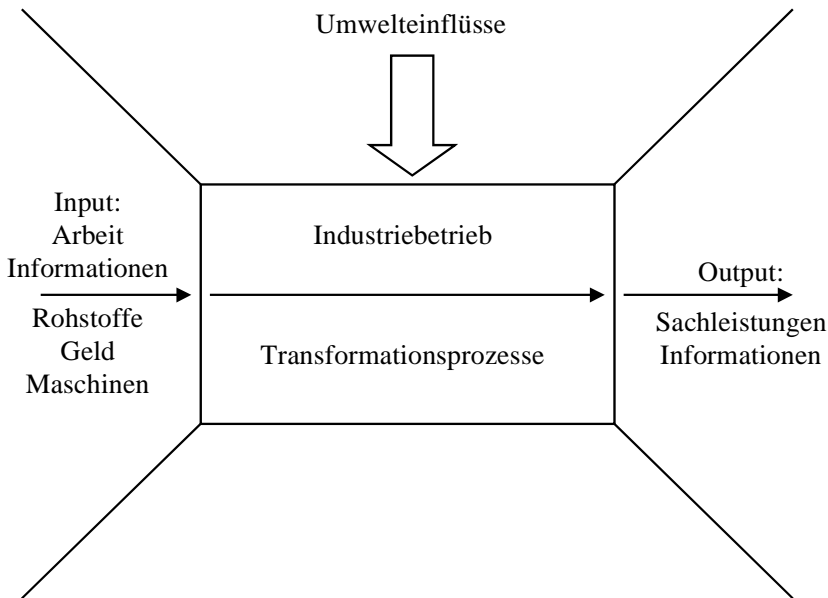 Umwelteinflüsse
Input:
Arbeit
Informationen
Rohstoffe
Geld
Maschinen
Industriebetrieb
Transformationsprozesse
Output:
Sachleistungen
Informationen